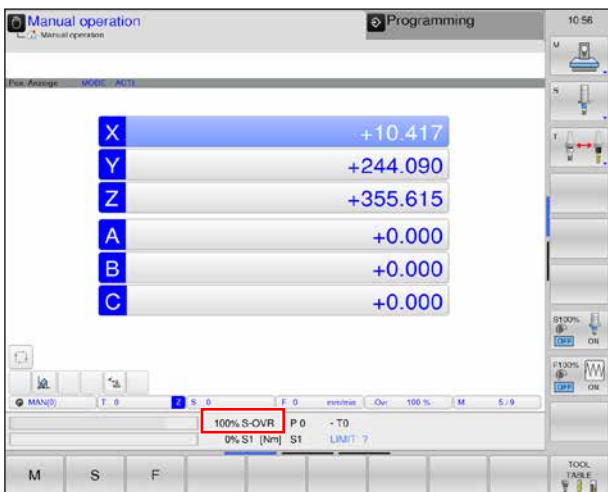 Manual operation
Programming
10:56
Manual operation
M
Pos. Anzeige MODE: ACTL.
S
X +10.417
Y +244.090
Z +355.615
A +0.000
B +0.000
C +0.000
T
S100%
OFF ON
F100% W
OFF ON
MAN(0) T 0 Z S 0 F 0 mm/min Ovr 100 % M 5/9
100% S-OVR P0 -T0
0% S1 [Nm] S1 LIMIT ?
M S F
TOOL
TABLE